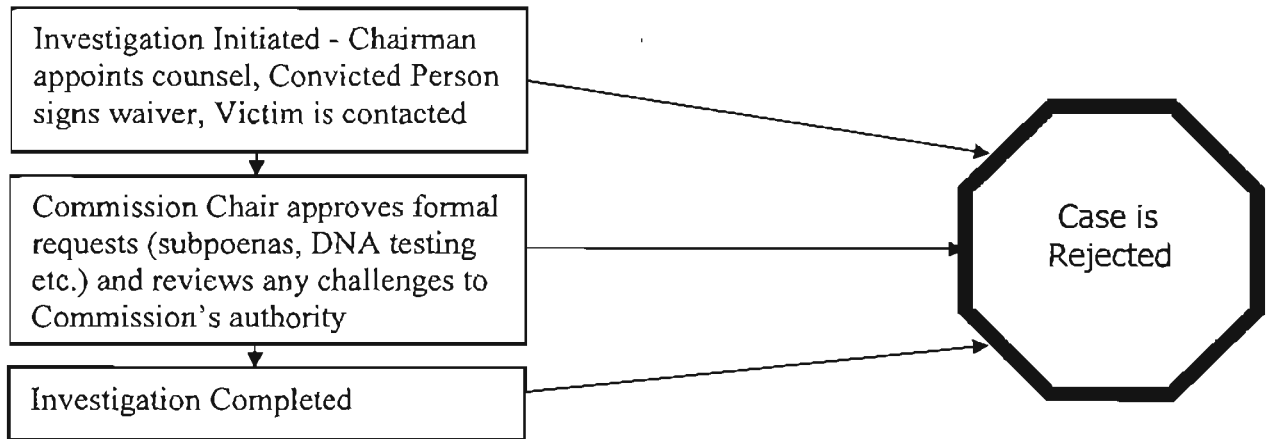 Investigation Initiated - Chairman
appoints counsel, Convicted Person
signs waiver, Victim is contacted
Commission Chair approves formal
requests (subpoenas, DNA testing
etc.) and reviews any challenges to
Commission's authority
Investigation Completed
Case is
Rejected